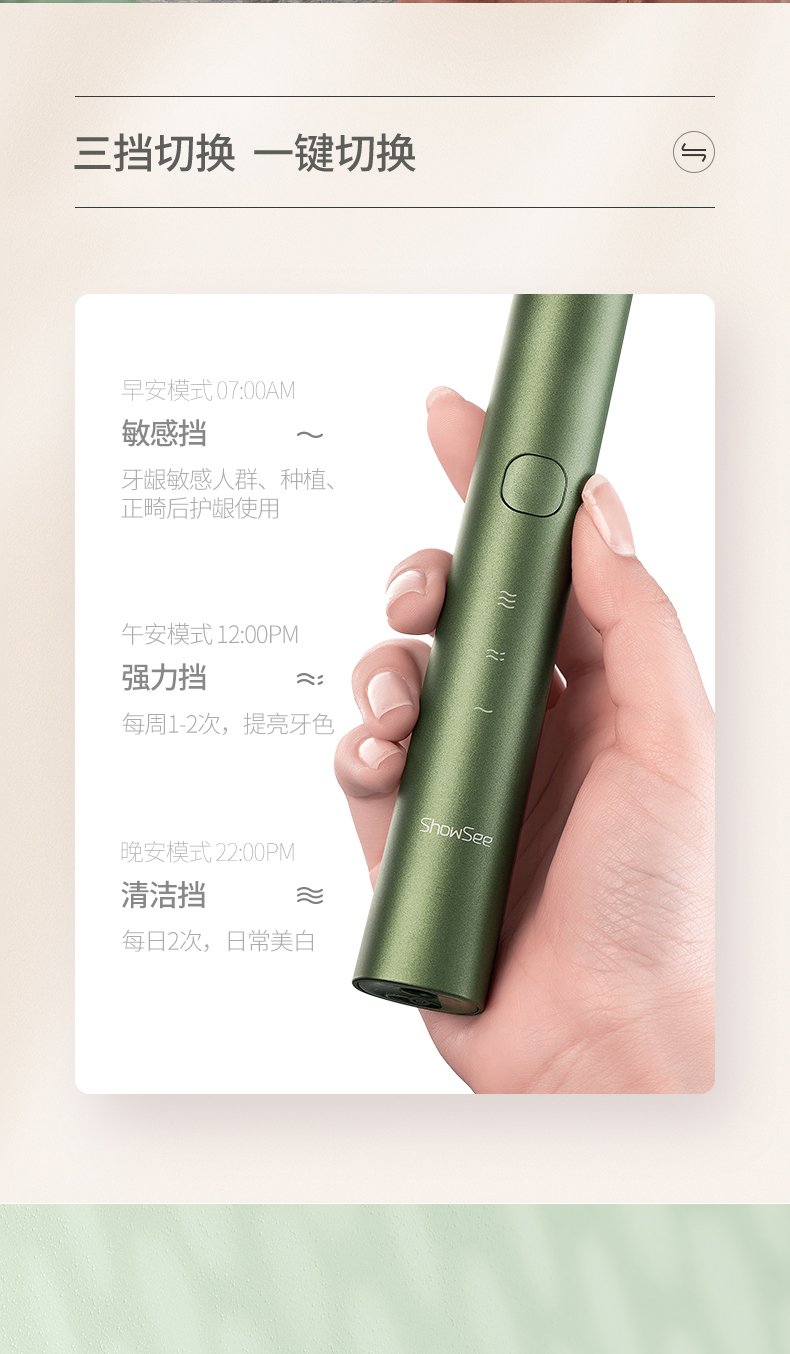 三挡切换 一键切换
早安模式 07:00AM
敏感挡
牙龈敏感人群、种植、
正畸后护龈使用
午安模式 12:00PM
强力挡
每周1-2次，提亮牙色
晚安模式 22:00PM
清洁挡
每日2次，日常美白
ShowSee